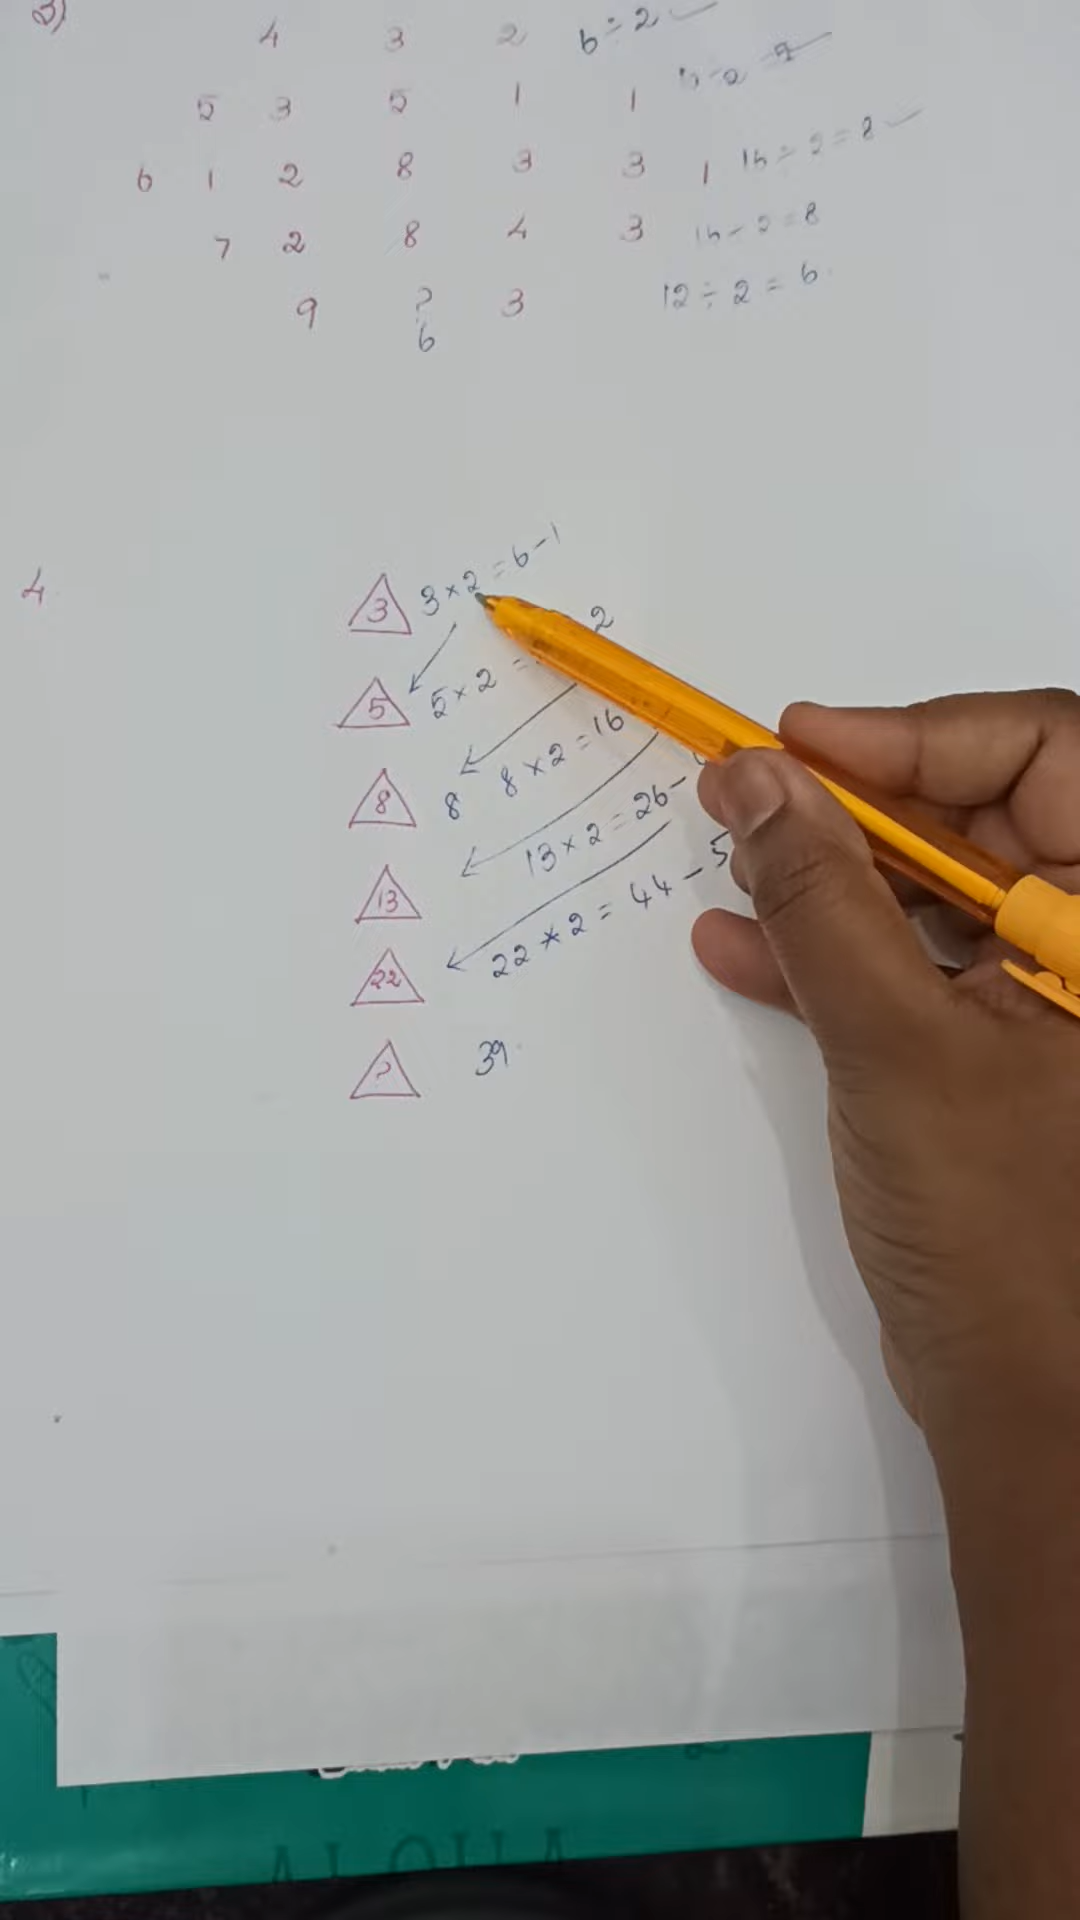 3)
4 3 2 6÷2
5 3 5 1 1
6 1 2 8 3 3 1 16÷2=8
7 2 8 4 3 16-2=8
9 ? 3 12÷2=6
6
4
3 3×2=6-1
5 5×2= 2
8 8 8×2=16
13 13×2=26-
22 22×2=44-5
? 39